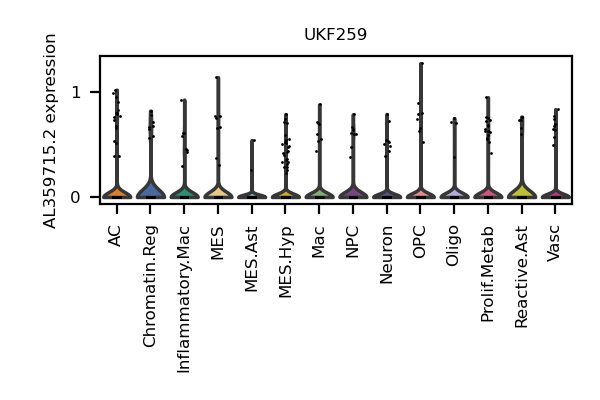 UKF259
AL359715.2 expression
1
0
AC
Chromatin.Reg
Inflammatory.Mac
MES
MES.Ast
MES.Hyp
Mac
NPC
Neuron
OPC
Oligo
Prolif.Metab
Reactive.Ast
Vasc